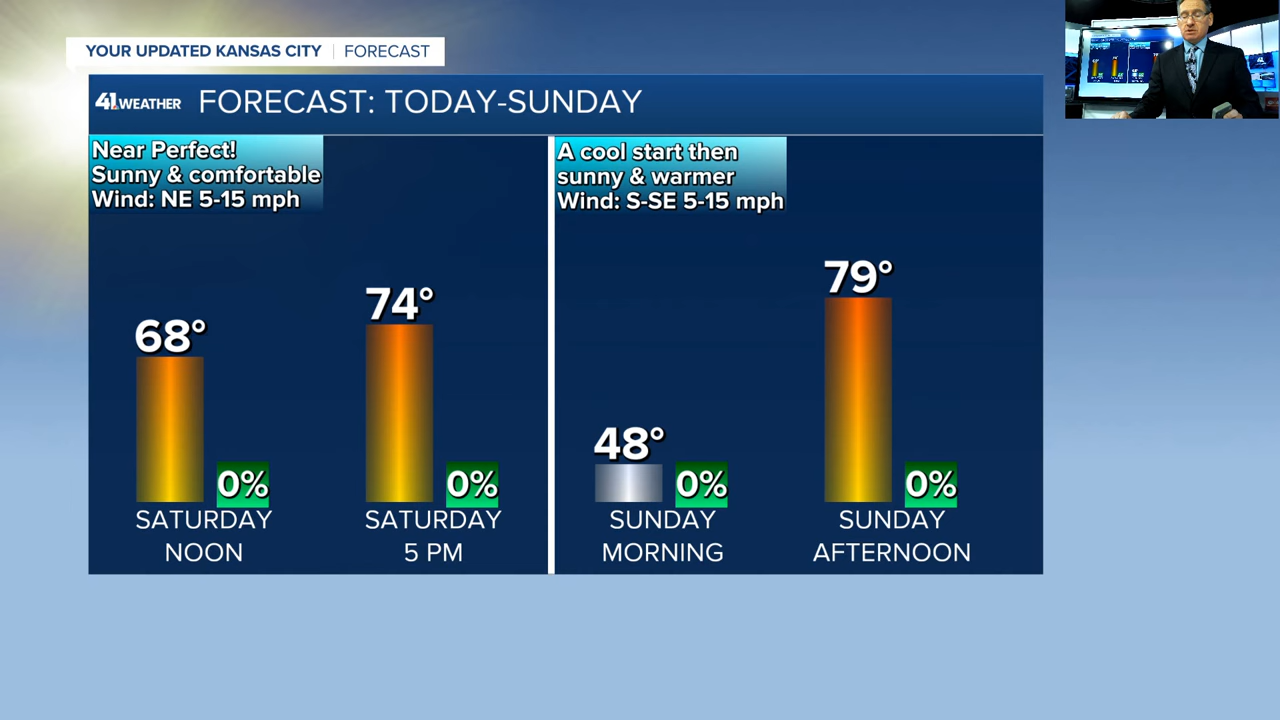 YOUR UPDATED KANSAS CITY | FORECAST
41 WEATHER FORECAST: TODAY-SUNDAY
Near Perfect!
Sunny & comfortable
Wind: NE 5-15 mph
A cool start then
sunny & warmer
Wind: S-SE 5-15 mph
68° 74° 48° 79°
0% 0% 0% 0%
SATURDAY SATURDAY SUNDAY SUNDAY
NOON 5 PM MORNING AFTERNOON